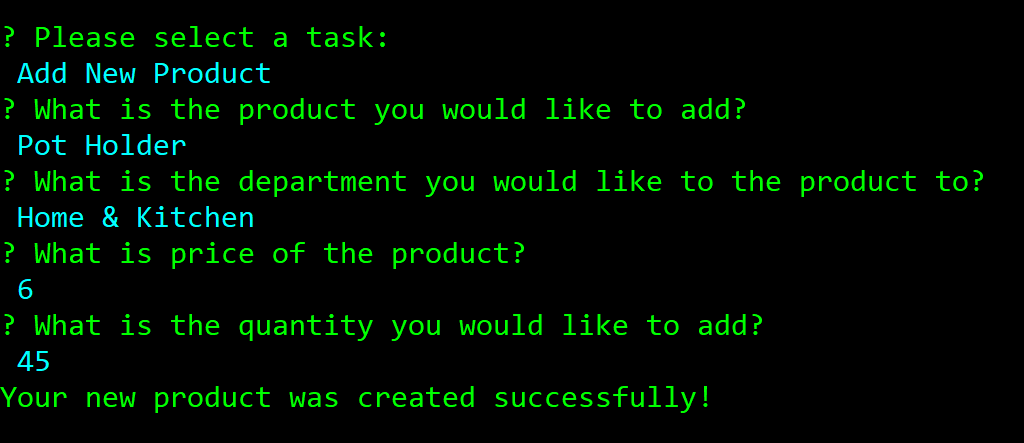 ? Please select a task:
Add New Product
? What is the product you would like to add?
Pot Holder
? What is the department you would like to the product to?
Home & Kitchen
? What is price of the product?
6
? What is the quantity you would like to add?
45
Your new product was created successfully!